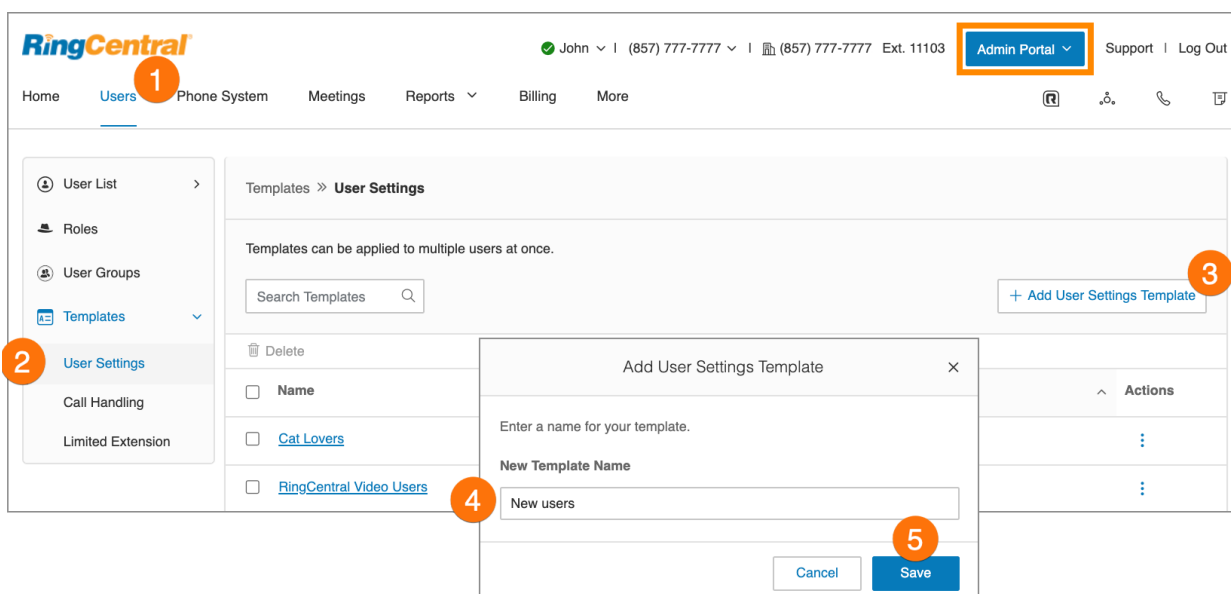 RingCentral
John | (857) 777-7777 | (857) 777-7777 Ext. 11103 Admin Portal Support | Log Out
1
Home Users Phone System Meetings Reports Billing More
User List
Templates » User Settings
Roles
Templates can be applied to multiple users at once.
User Groups
3
Search Templates
+ Add User Settings Template
Templates
2
User Settings
Delete
Add User Settings Template
Name
Actions
Call Handling
Enter a name for your template.
Cat Lovers
Limited Extension
New Template Name
RingCentral Video Users
4
New users
5
Cancel Save